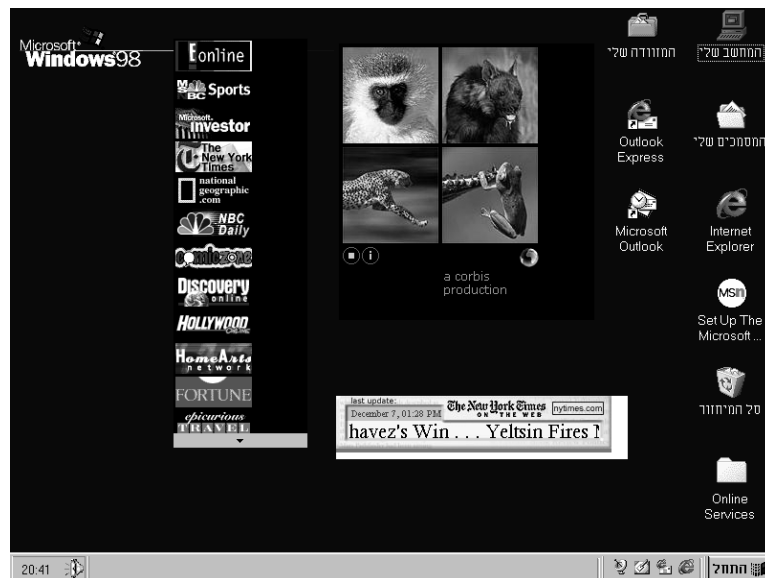 Microsoft
Windows98
E online
MSNBC Sports
Microsoft
investor
The
New York
Times
national
geographic
.com
NBC
Daily
comiczone
DISCOVERY
online
HOLLYWOOD
HomeArts
network
FORTUNE
epicurious
TRAVEL
a corbis
production
last update:
December 7, 01:28 PM
The New York Times
ON THE WEB
nytimes.com
havez's Win . . . Yeltsin Fires
המחשב שלי
המזוודה שלי
המסמכים שלי
Outlook
Express
Internet
Explorer
Microsoft
Outlook
MSN
Set Up The
Microsoft ...
סל המיחזור
Online
Services
התחל
20:41